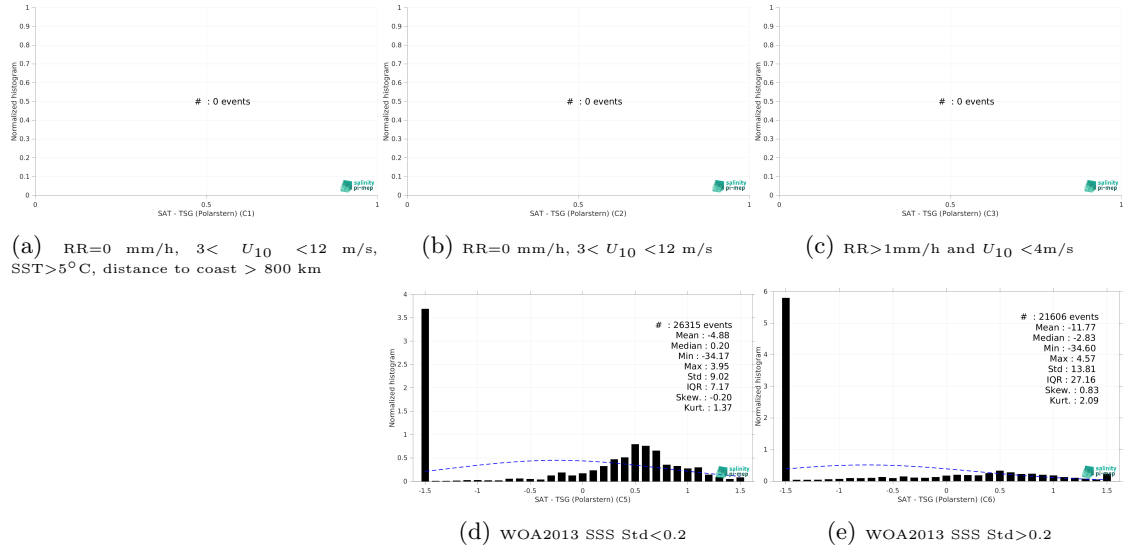 1
0.9
0.8
0.7
0.6
0.5
0.4
0.3
0.2
0.1
0
Normalized histogram
# : 0 events
salinity
pi-mep
0 0.5 1
SAT - TSG (Polarstern) (C1)
(a) RR=0 mm/h, 3< U10 <12 m/s,
SST>5°C, distance to coast > 800 km
1
0.9
0.8
0.7
0.6
0.5
0.4
0.3
0.2
0.1
0
Normalized histogram
# : 0 events
salinity
pi-mep
0 0.5 1
SAT - TSG (Polarstern) (C2)
(b) RR=0 mm/h, 3< U10 <12 m/s
1
0.9
0.8
0.7
0.6
0.5
0.4
0.3
0.2
0.1
0
Normalized histogram
# : 0 events
salinity
pi-mep
0 0.5 1
SAT - TSG (Polarstern) (C3)
(c) RR>1mm/h and U10 <4m/s
4
3.5
3
2.5
2
1.5
1
0.5
0
Normalized histogram
# : 26315 events
Mean : -4.88
Median : 0.20
Min : -34.17
Max : 3.95
Std : 9.02
IQR : 7.17
Skew. : -0.20
Kurt. : 1.37
salinity
pi-mep
-1.5 -1 -0.5 0 0.5 1 1.5
SAT - TSG (Polarstern) (C5)
(d) WOA2013 SSS Std<0.2
6
5
4
3
2
1
0
Normalized histogram
# : 21606 events
Mean : -11.77
Median : -2.83
Min : -34.60
Max : 4.57
Std : 13.81
IQR : 27.16
Skew. : 0.83
Kurt. : 2.09
salinity
pi-mep
-1.5 -1 -0.5 0 0.5 1 1.5
SAT - TSG (Polarstern) (C6)
(e) WOA2013 SSS Std>0.2